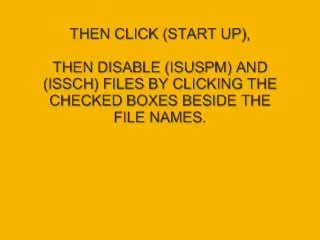 THEN CLICK (START UP),
THEN DISABLE (ISUSPM) AND
(ISSCH) FILES BY CLICKING THE
CHECKED BOXES BESIDE THE
FILE NAMES.